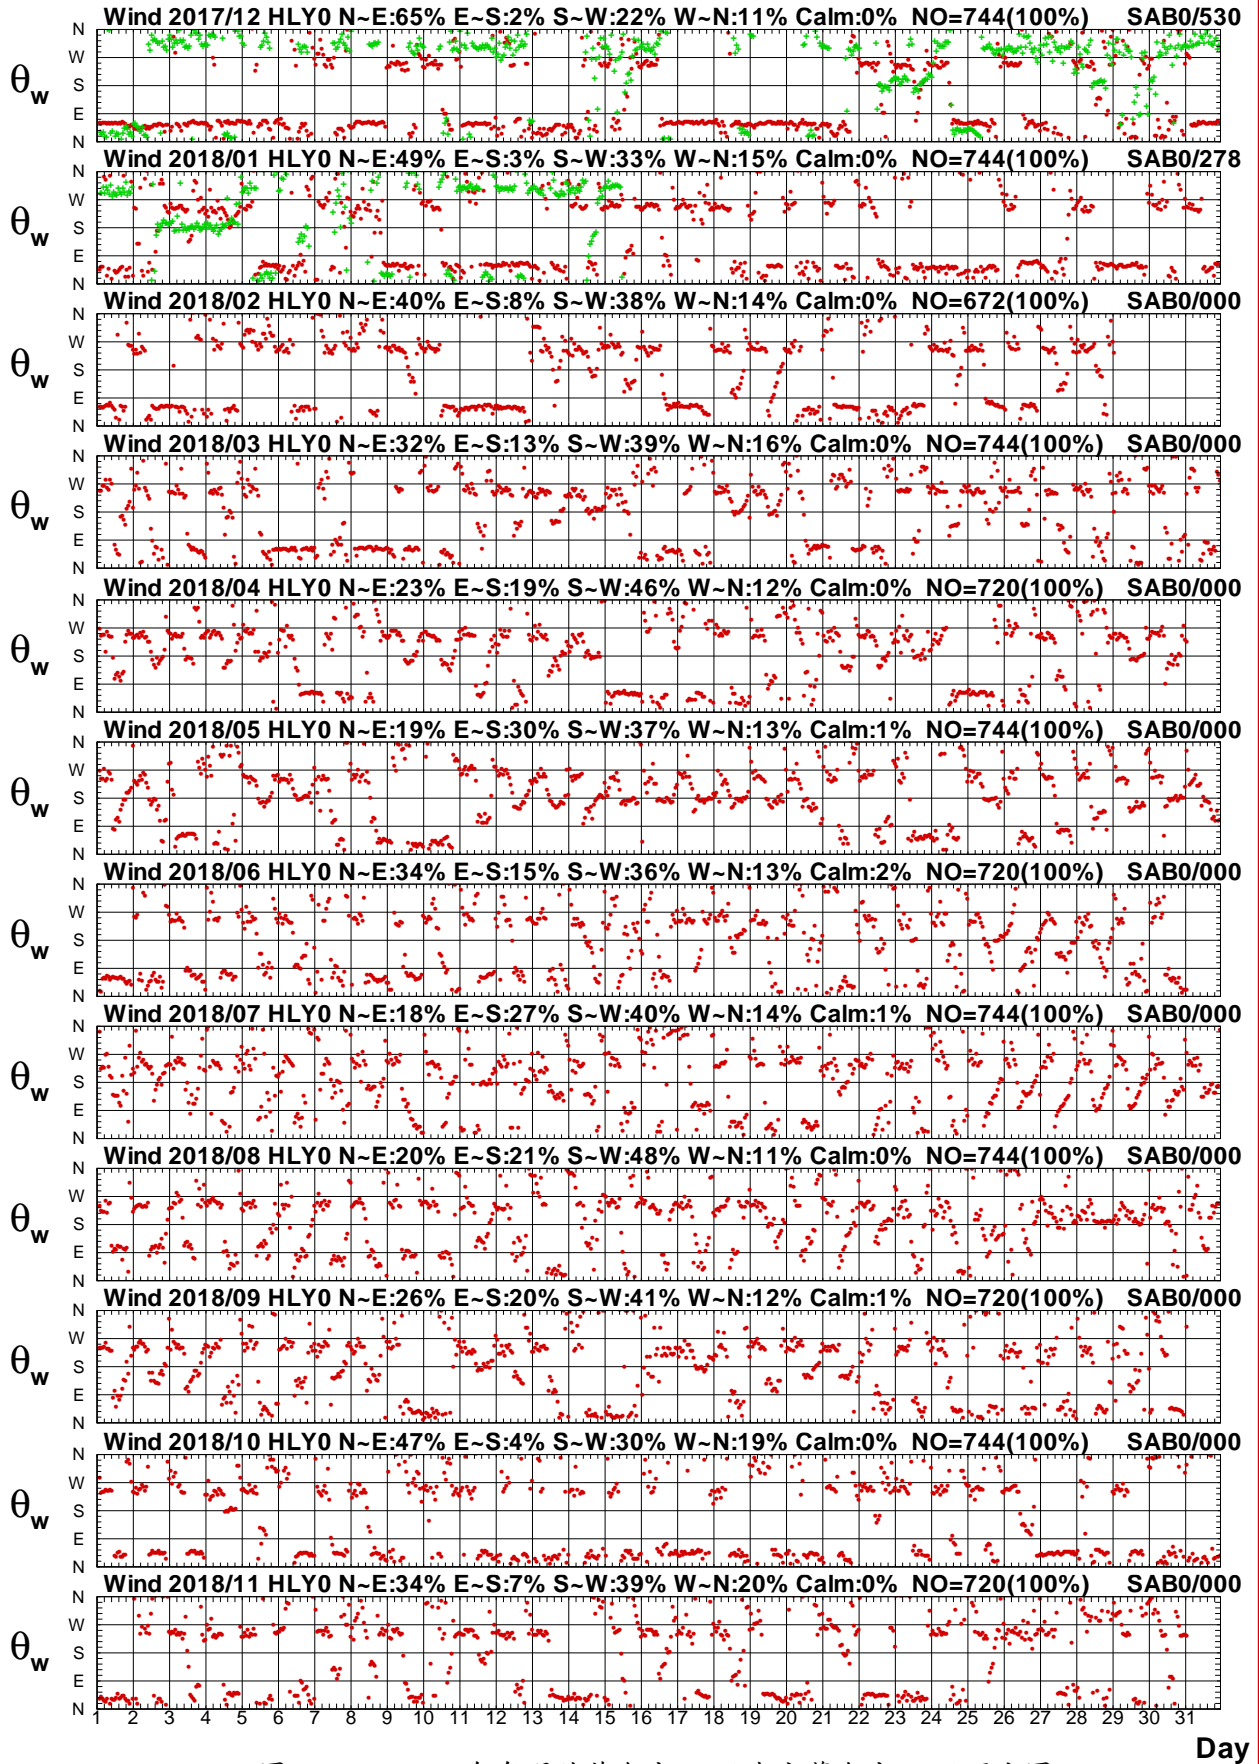 Wind 2017/12 HLY0 N~E:65% E~S:2% S~W:22% W~N:11% Calm:0% NO=744(100%) SAB0/530
N
W
θw
S
E
N
Wind 2018/01 HLY0 N~E:49% E~S:3% S~W:33% W~N:15% Calm:0% NO=744(100%) SAB0/278
N
W
θw
S
E
N
Wind 2018/02 HLY0 N~E:40% E~S:8% S~W:38% W~N:14% Calm:0% NO=672(100%) SAB0/000
N
W
θw
S
E
N
Wind 2018/03 HLY0 N~E:32% E~S:13% S~W:39% W~N:16% Calm:0% NO=744(100%) SAB0/000
N
W
θw
S
E
N
Wind 2018/04 HLY0 N~E:23% E~S:19% S~W:46% W~N:12% Calm:0% NO=720(100%) SAB0/000
N
W
θw
S
E
N
Wind 2018/05 HLY0 N~E:19% E~S:30% S~W:37% W~N:13% Calm:1% NO=744(100%) SAB0/000
N
W
θw
S
E
N
Wind 2018/06 HLY0 N~E:34% E~S:15% S~W:36% W~N:13% Calm:2% NO=720(100%) SAB0/000
N
W
θw
S
E
N
Wind 2018/07 HLY0 N~E:18% E~S:27% S~W:40% W~N:14% Calm:1% NO=744(100%) SAB0/000
N
W
θw
S
E
N
Wind 2018/08 HLY0 N~E:20% E~S:21% S~W:48% W~N:11% Calm:0% NO=744(100%) SAB0/000
N
W
θw
S
E
N
Wind 2018/09 HLY0 N~E:26% E~S:20% S~W:41% W~N:12% Calm:1% NO=720(100%) SAB0/000
N
W
θw
S
E
N
Wind 2018/10 HLY0 N~E:47% E~S:4% S~W:30% W~N:19% Calm:0% NO=744(100%) SAB0/000
N
W
θw
S
E
N
Wind 2018/11 HLY0 N~E:34% E~S:7% S~W:39% W~N:20% Calm:0% NO=720(100%) SAB0/000
N
W
θw
S
E
N
1 2 3 4 5 6 7 8 9 10 11 12 13 14 15 16 17 18 19 20 21 22 23 24 25 26 27 28 29 30 31
Day